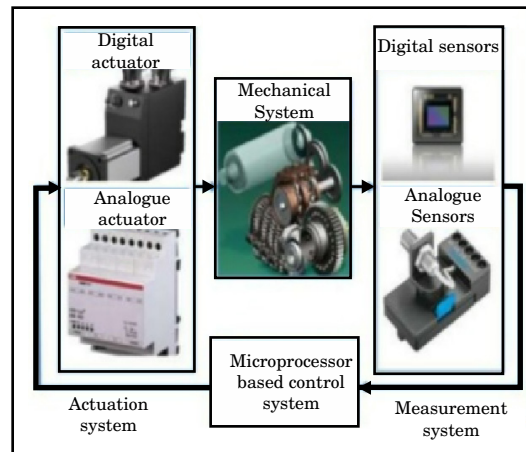 Digital
actuator
Analogue
actuator
Mechanical
System
Digital sensors
Analogue
Sensors
Microprocessor
based control
system
Actuation
system
Measurement
system